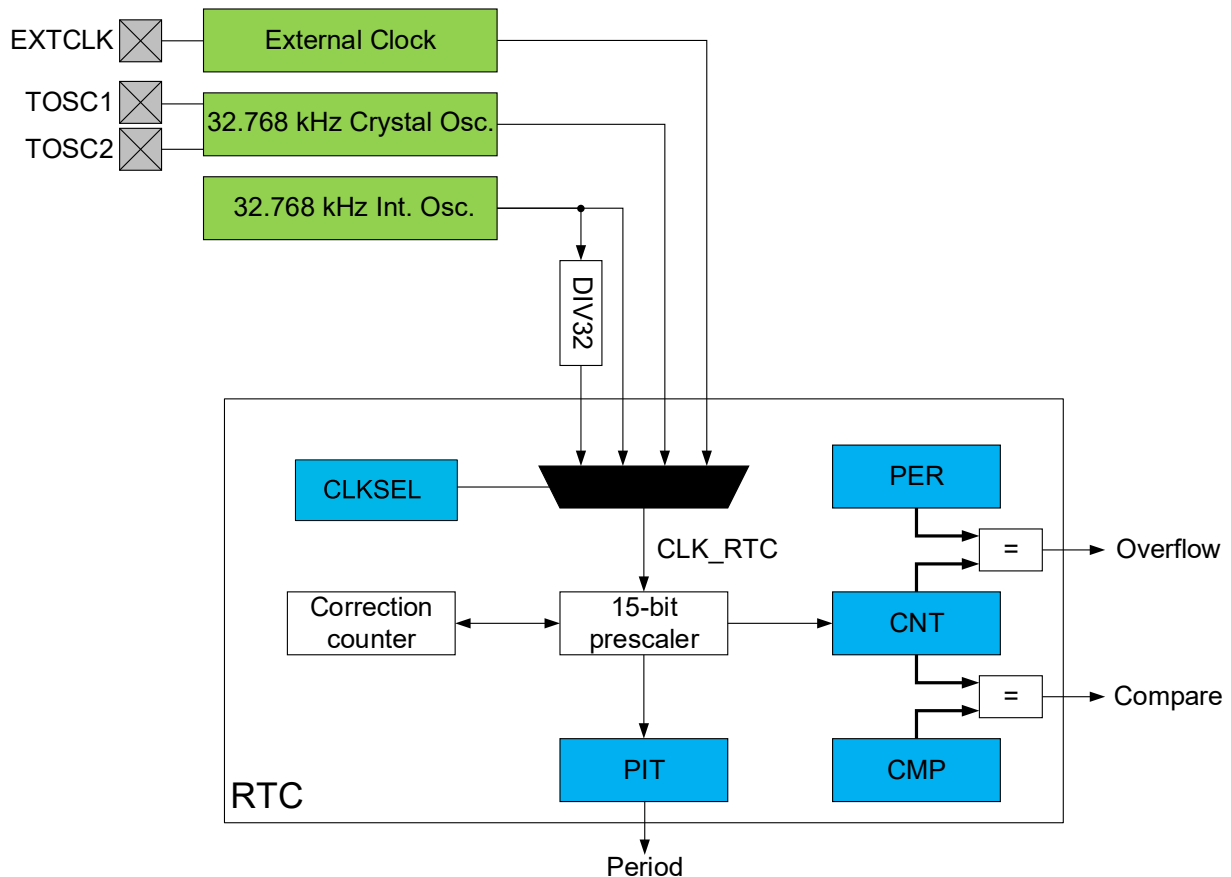 EXTCLK
External Clock
TOSC1
TOSC2
32.768 kHz Crystal Osc.
32.768 kHz Int. Osc.
DIV32
CLKSEL
PER
CLK_RTC
=
Overflow
Correction
counter
15-bit
prescaler
CNT
=
Compare
PIT
CMP
RTC
Period